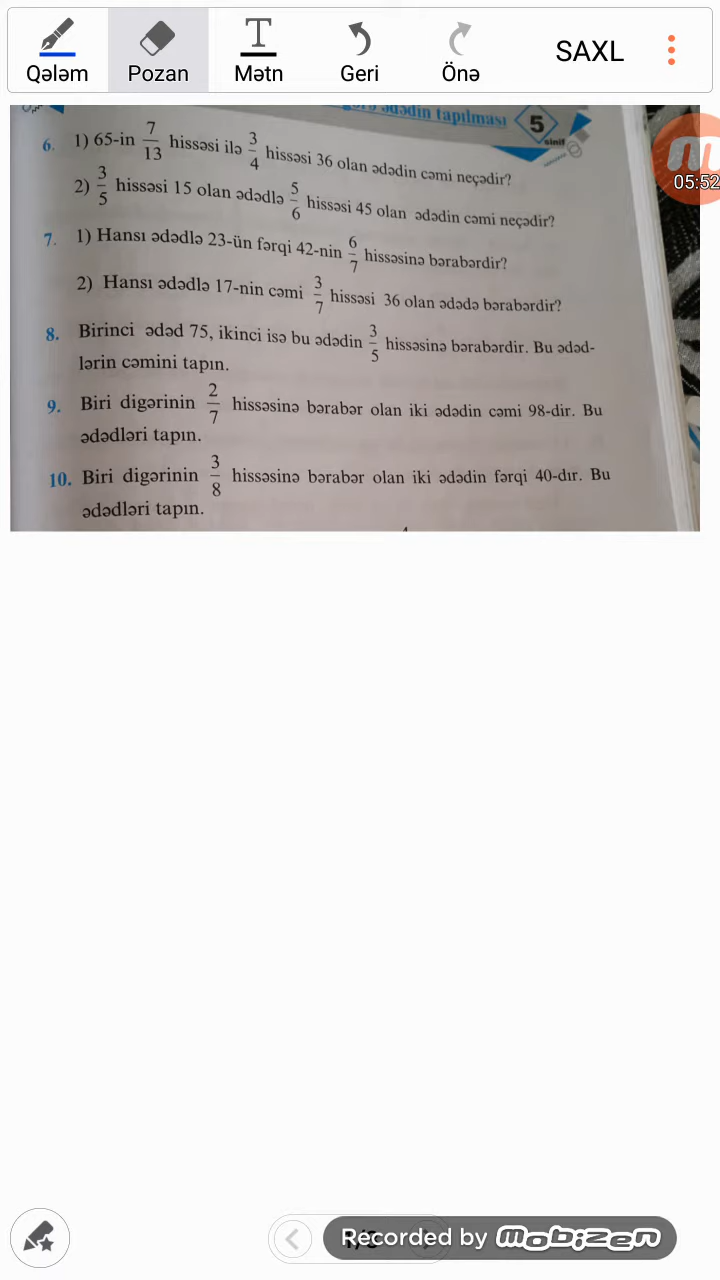 Qələm Pozan Mətn Geri Önə SAXL
05:52
ədədin tapılması 5
sinif
6. 1) 65-in 7/13 hissəsi ilə 3/4 hissəsi 36 olan ədədin cəmi neçədir?
2) 3/5 hissəsi 15 olan ədədlə 5/6 hissəsi 45 olan ədədin cəmi neçədir?
7. 1) Hansı ədədlə 23-ün fərqi 42-nin 6/7 hissəsinə bərabərdir?
2) Hansı ədədlə 17-nin cəmi 3/7 hissəsi 36 olan ədədə bərabərdir?
8. Birinci ədəd 75, ikinci isə bu ədədin 3/5 hissəsinə bərabərdir. Bu ədəd-
lərin cəmini tapın.
9. Biri digərinin 2/7 hissəsinə bərabər olan iki ədədin cəmi 98-dir. Bu
ədədləri tapın.
10. Biri digərinin 3/8 hissəsinə bərabər olan iki ədədin fərqi 40-dır. Bu
ədədləri tapın.
Recorded by mobizen